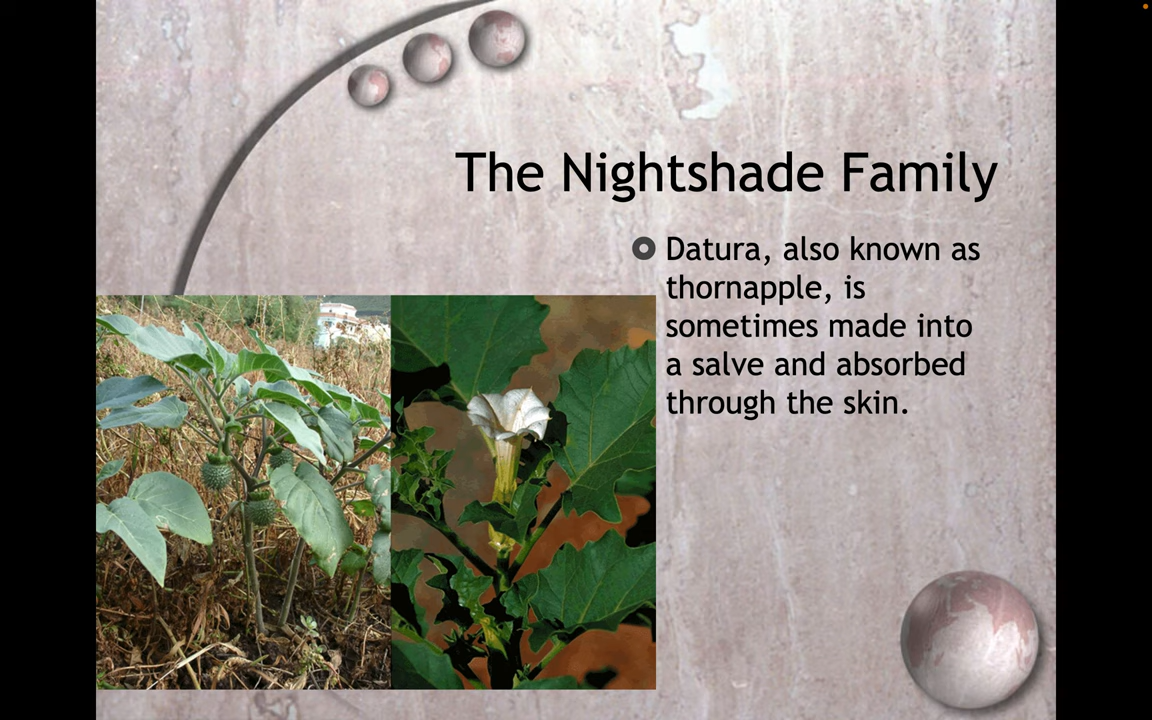 The Nightshade Family
Datura, also known as
thornapple, is
sometimes made into
a salve and absorbed
through the skin.